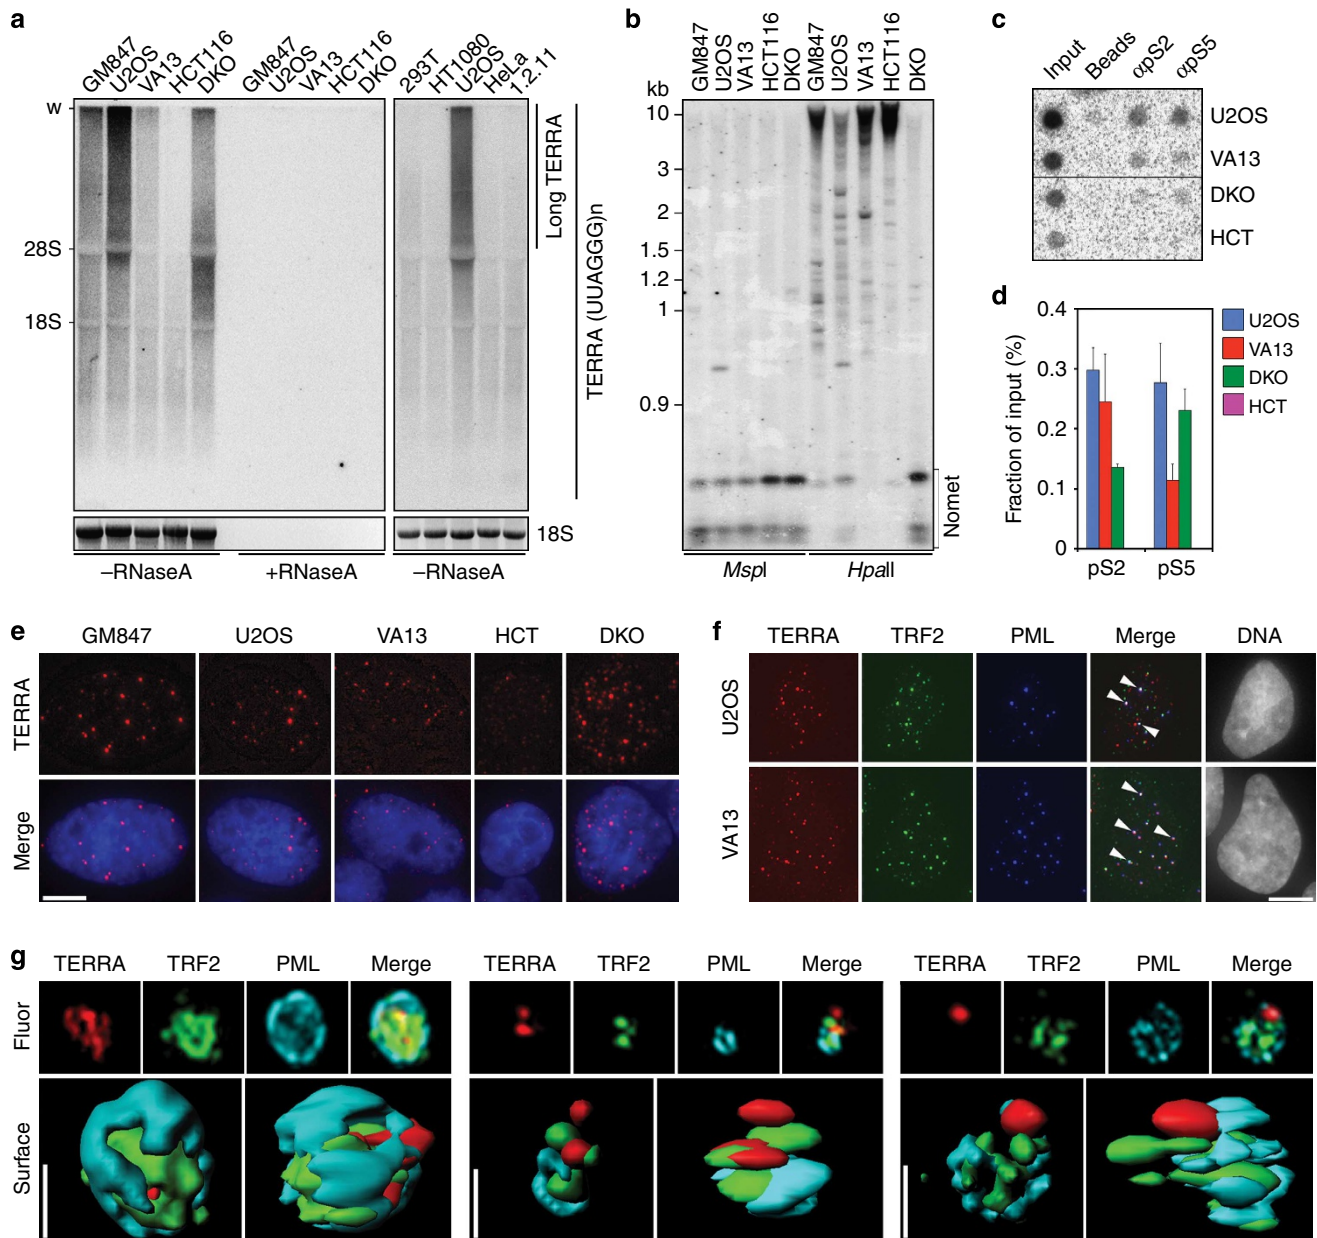 a
GM847 U2OS VA13 HCT116 DKO GM847 U2OS VA13 HCT116 DKO 293T HT1080 U2OS HeLa 1.2.11
W
28S
18S
Long TERRA
TERRA (UUAGGG)n
18S
–RNaseA +RNaseA –RNaseA
b
GM847 U2OS VA13 HCT116 DKO GM847 U2OS VA13 HCT116 DKO
kb
10
3
2
1.5
1.2
1
0.9
Nomet
MspI HpaII
c
Input Beads αpS2 αpS5
U2OS
VA13
DKO
HCT
d
Fraction of input (%)
0.4
0.3
0.2
0.1
0
pS2 pS5
U2OS
VA13
DKO
HCT
e
GM847 U2OS VA13 HCT DKO
TERRA
Merge
f
TERRA TRF2 PML Merge DNA
U2OS
VA13
g
TERRA TRF2 PML Merge TERRA TRF2 PML Merge TERRA TRF2 PML Merge
Fluor
Surface